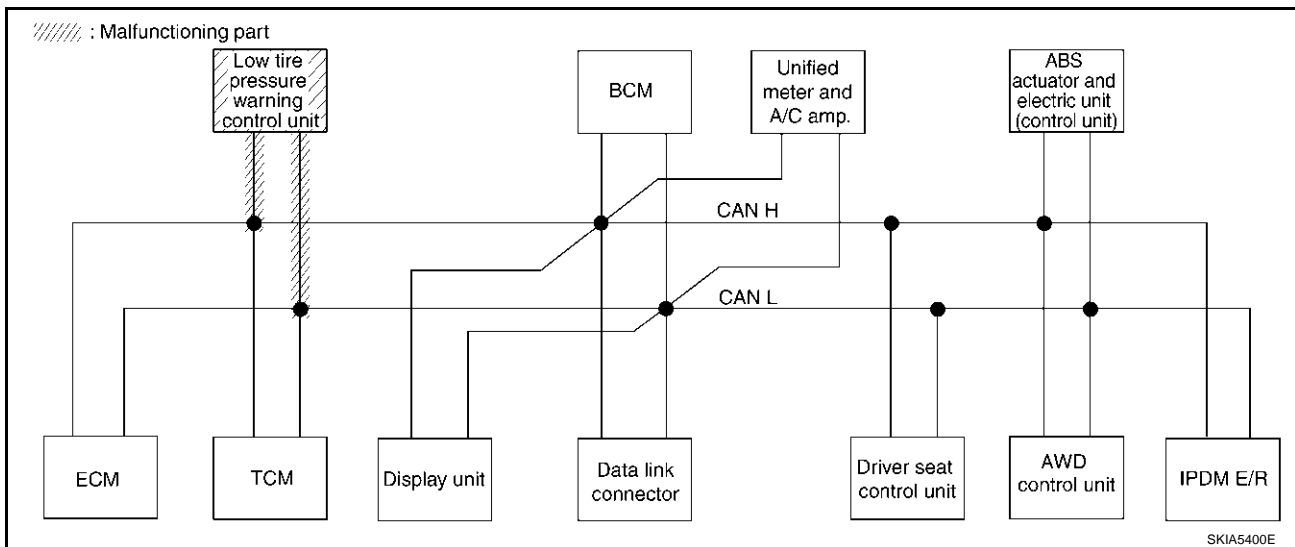 : Malfunctioning part
Low tire
pressure
warning
control unit
BCM
Unified
meter and
A/C amp.
ABS
actuator and
electric unit
(control unit)
CAN H
CAN L
ECM
TCM
Display unit
Data link
connector
Driver seat
control unit
AWD
control unit
IPDM E/R
SKIA5400E